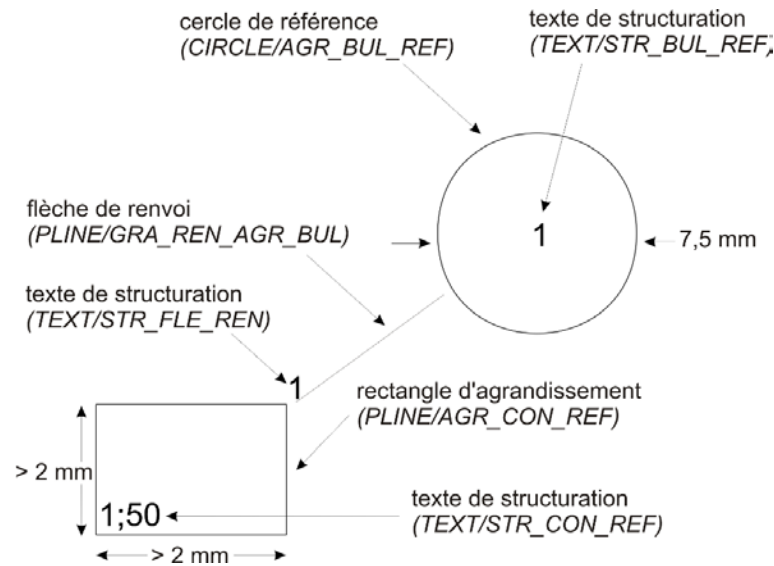 cercle de référence
(CIRCLE/AGR_BUL_REF)
texte de structuration
(TEXT/STR_BUL_REF)
flèche de renvoi
(PLINE/GRA_REN_AGR_BUL)
1
7,5 mm
texte de structuration
(TEXT/STR_FLE_REN)
1
rectangle d'agrandissement
(PLINE/AGR_CON_REF)
> 2 mm
1;50
texte de structuration
(TEXT/STR_CON_REF)
> 2 mm